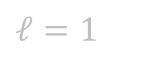 ℓ = 1